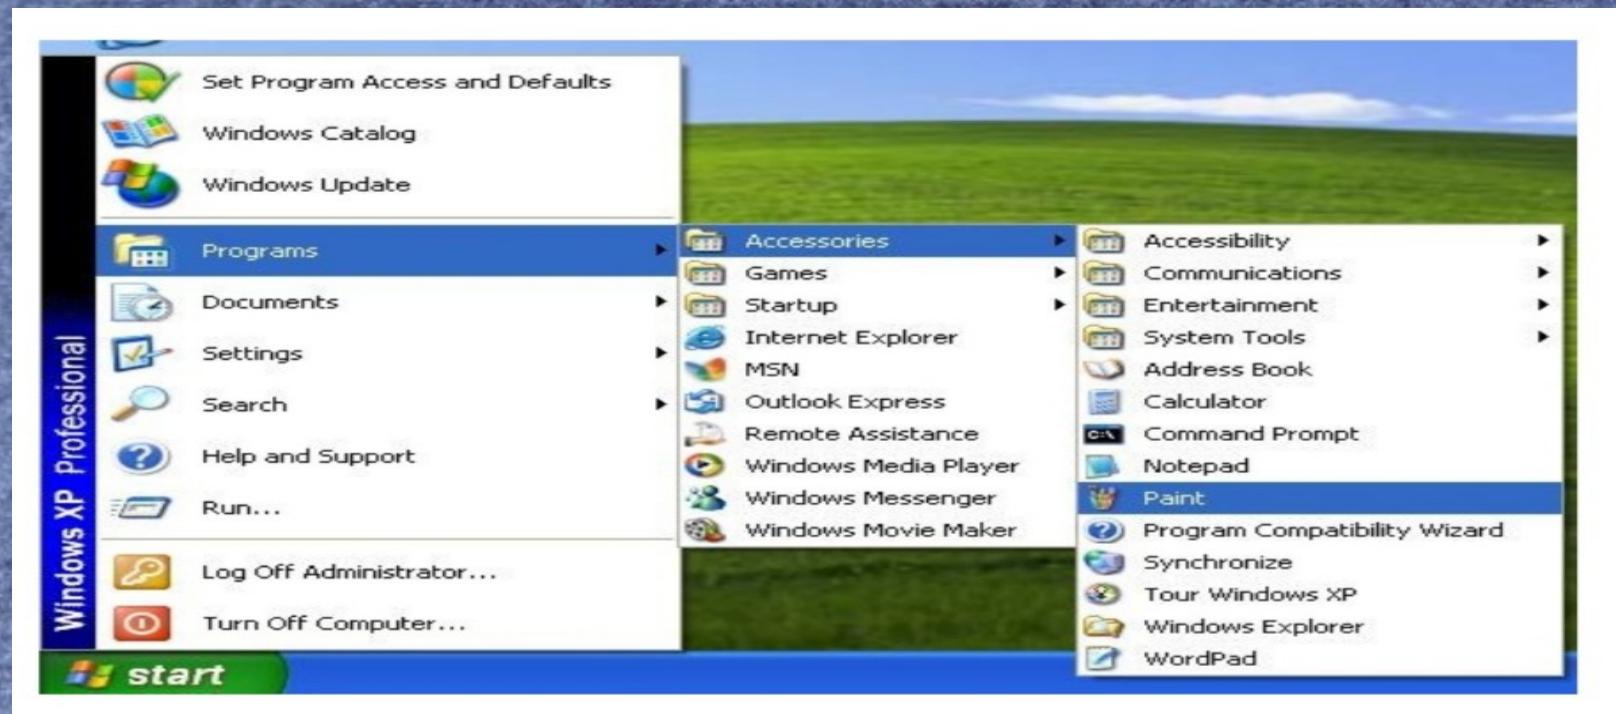 Set Program Access and Defaults
Windows Catalog
Windows Update
Programs
Documents
Settings
Search
Help and Support
Run...
Log Off Administrator...
Turn Off Computer...
Windows XP Professional
start
Accessories
Games
Startup
Internet Explorer
MSN
Outlook Express
Remote Assistance
Windows Media Player
Windows Messenger
Windows Movie Maker
Accessibility
Communications
Entertainment
System Tools
Address Book
Calculator
C:\
Command Prompt
Notepad
Paint
Program Compatibility Wizard
Synchronize
Tour Windows XP
Windows Explorer
WordPad